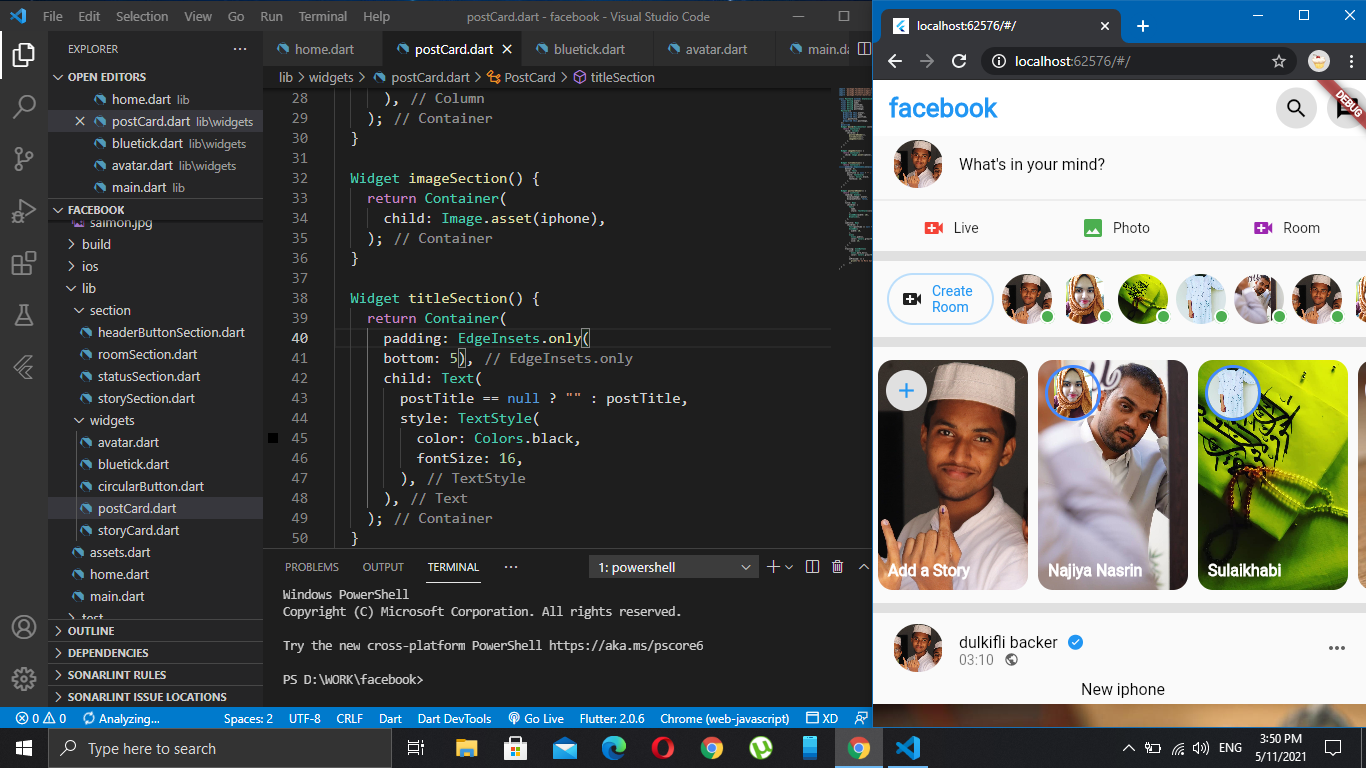 File Edit Selection View Go Run Terminal Help
postCard.dart - facebook - Visual Studio Code
EXPLORER
OPEN EDITORS
home.dart lib
postCard.dart lib\widgets
bluetick.dart lib\widgets
avatar.dart lib\widgets
main.dart lib
FACEBOOK
saimon.jpg
build
ios
lib
section
headerButtonSection.dart
roomSection.dart
statusSection.dart
storySection.dart
widgets
avatar.dart
bluetick.dart
circularButton.dart
postCard.dart
storyCard.dart
assets.dart
home.dart
main.dart
test
OUTLINE
DEPENDENCIES
SONARLINT RULES
SONARLINT ISSUE LOCATIONS
home.dart postCard.dart bluetick.dart avatar.dart main.da
lib > widgets > postCard.dart > PostCard > titleSection
28 ), // Column
29 ); // Container
30 }
31
32 Widget imageSection() {
33 return Container(
34 child: Image.asset(iphone),
35 ); // Container
36 }
37
38 Widget titleSection() {
39 return Container(
40 padding: EdgeInsets.only(
41 bottom: 5), // EdgeInsets.only
42 child: Text(
43 postTitle == null ? "" : postTitle,
44 style: TextStyle(
45 color: Colors.black,
46 fontSize: 16,
47 ), // TextStyle
48 ), // Text
49 ); // Container
50 }
PROBLEMS OUTPUT TERMINAL ···
1: powershell
Windows PowerShell
Copyright (C) Microsoft Corporation. All rights reserved.
Try the new cross-platform PowerShell https://aka.ms/pscore6
PS D:\WORK\facebook>
0 0 Analyzing... Spaces: 2 UTF-8 CRLF Dart Dart DevTools Go Live Flutter: 2.0.6 Chrome (web-javascript) XD
localhost:62576/#/
localhost:62576/#/
facebook
DEBUG
What's in your mind?
Live
Photo
Room
Create
Room
Add a Story
Najiya Nasrin
Sulaikhabi
dulkifli backer
03:10
New iphone
Type here to search
ENG
3:50 PM
5/11/2021